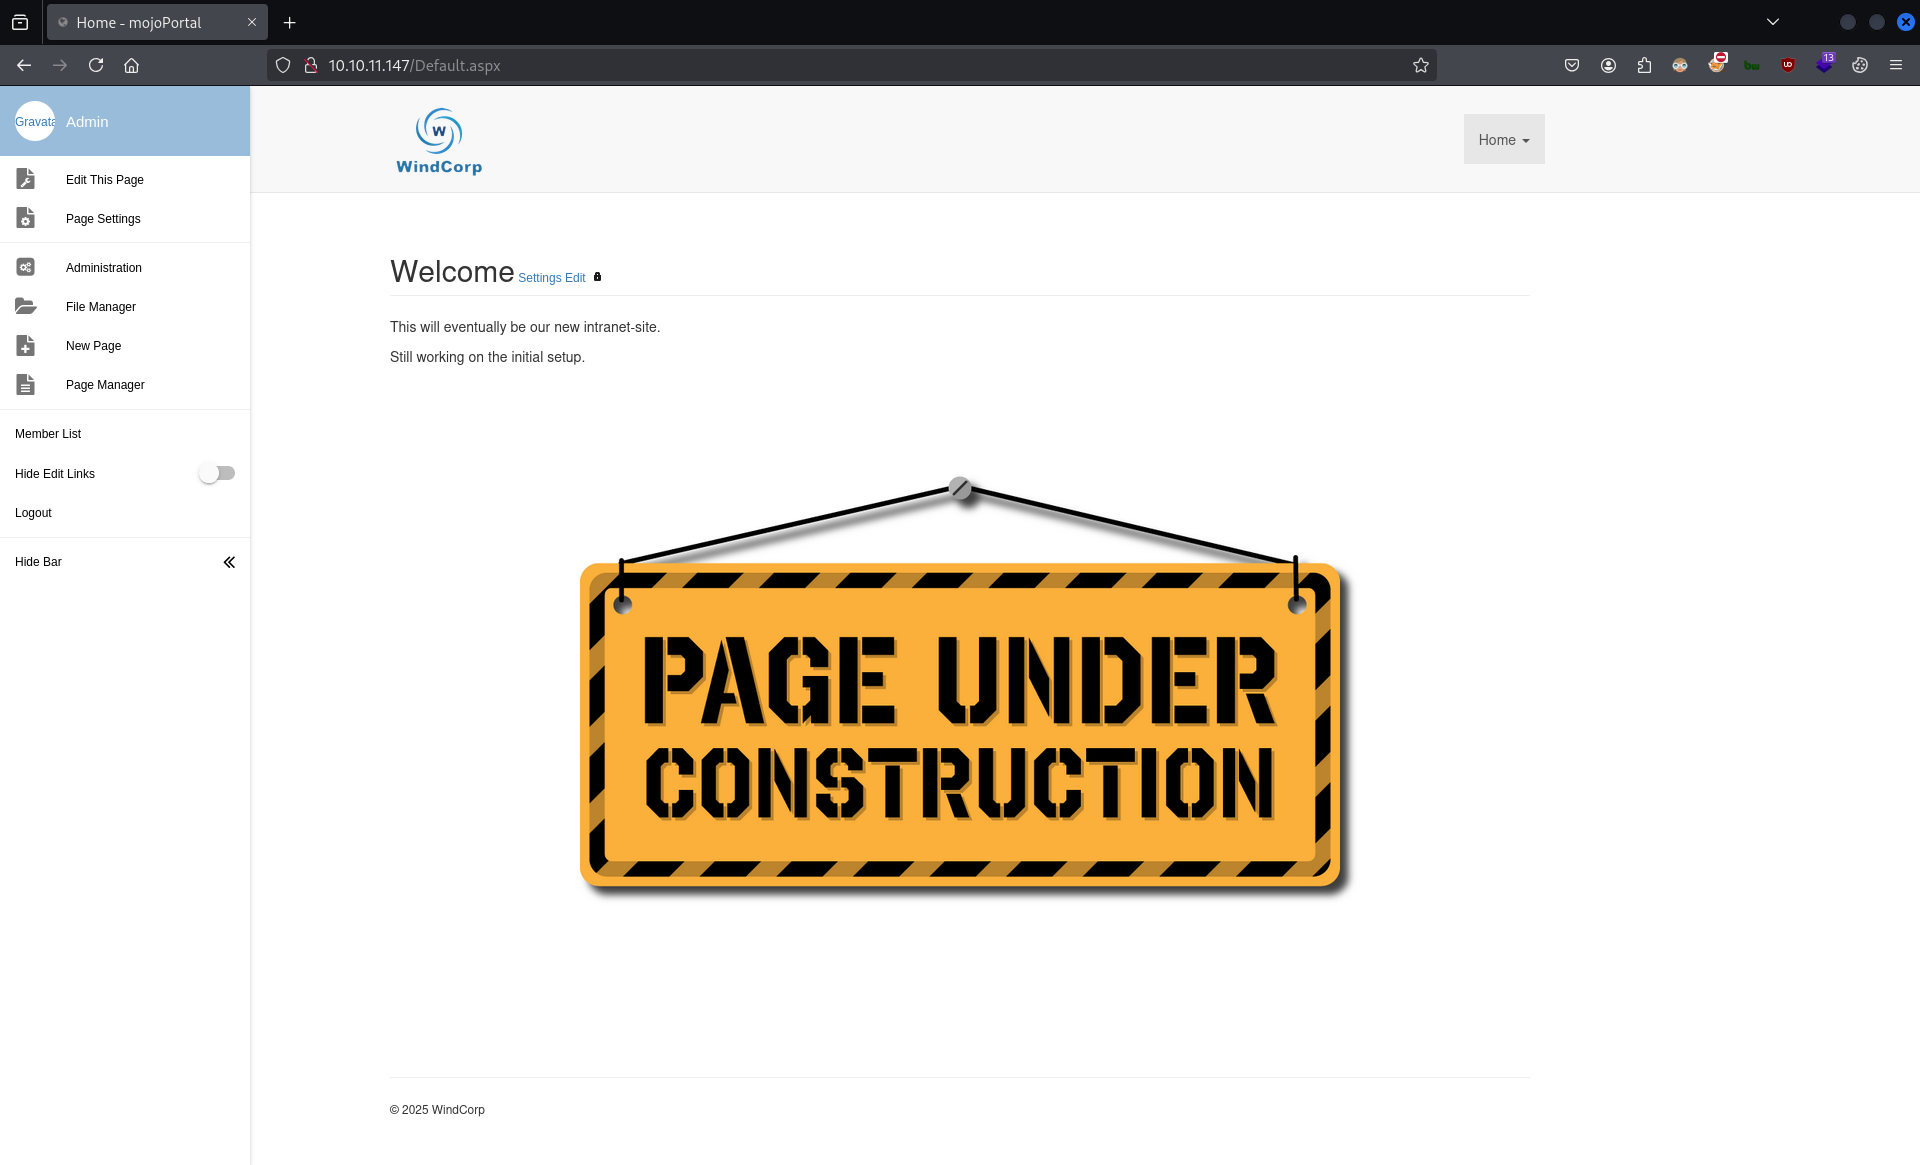 Home - mojoPortal
10.10.11.147/Default.aspx
13
Gravata
Admin
Edit This Page
Page Settings
Administration
File Manager
New Page
Page Manager
Member List
Hide Edit Links
Logout
Hide Bar
W
WindCorp
Home
Welcome Settings Edit
This will eventually be our new intranet-site.
Still working on the initial setup.
PAGE UNDER
CONSTRUCTION
© 2025 WindCorp